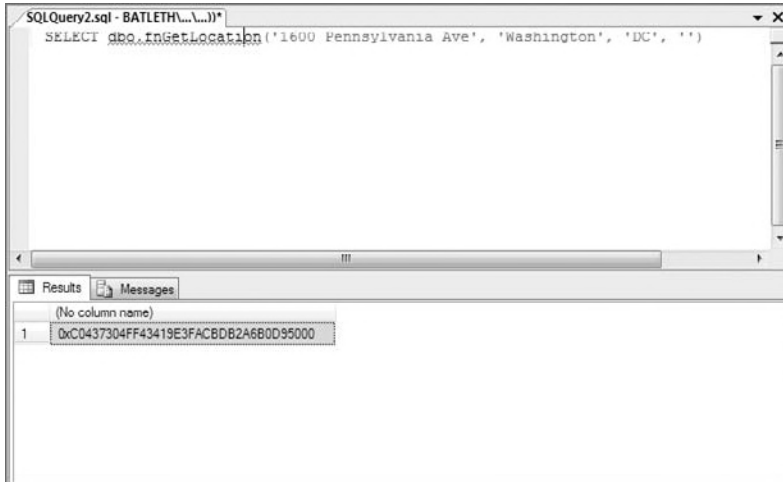 SQLQuery2.sql - BATLETH\...\...))*
SELECT dbo.fnGetLocation('1600 Pennsylvania Ave', 'Washington', 'DC', '')
Results Messages
(No column name)
1 0xC0437304FF43419E3FACBDB2A6B0D95000